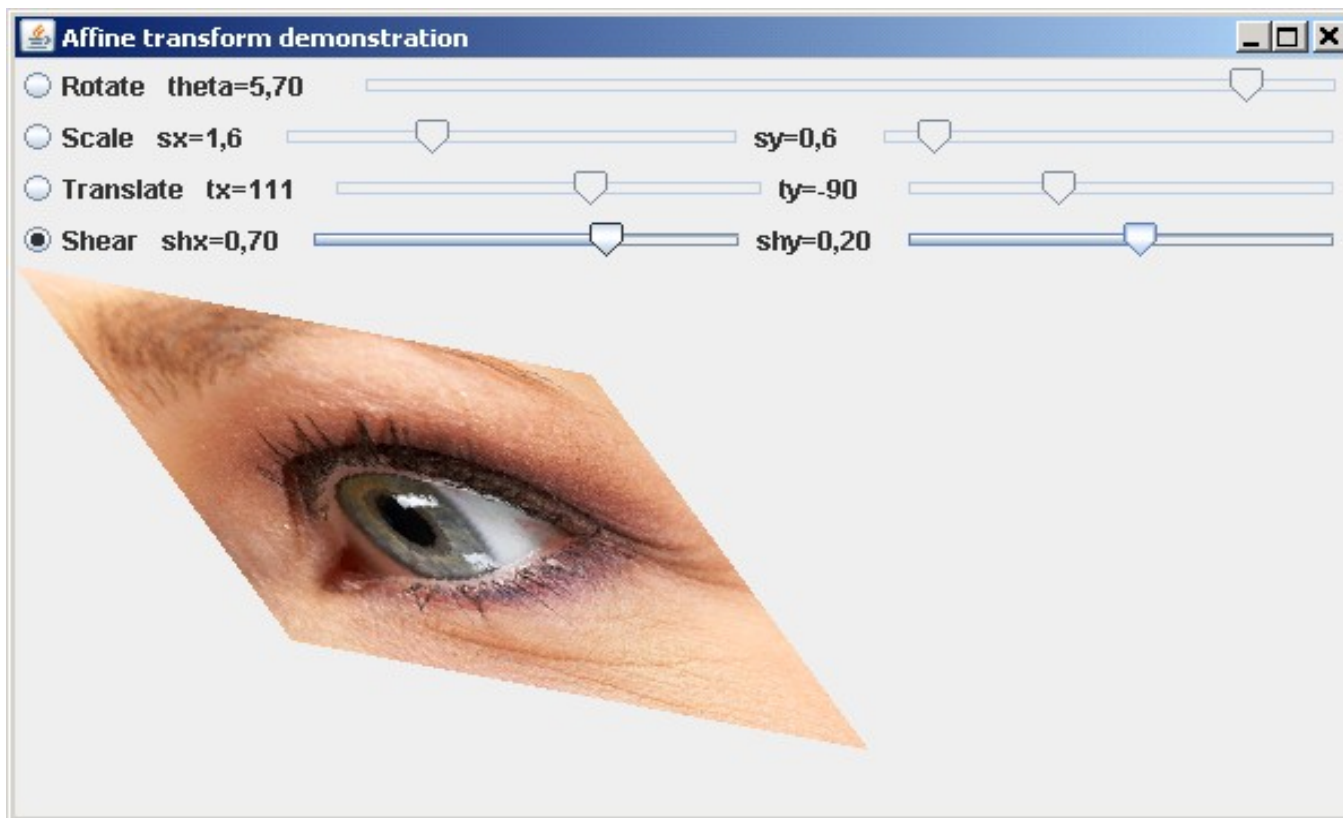 Affine transform demonstration
Rotate theta=5,70
Scale sx=1,6 sy=0,6
Translate tx=111 ty=-90
Shear shx=0,70 shy=0,20